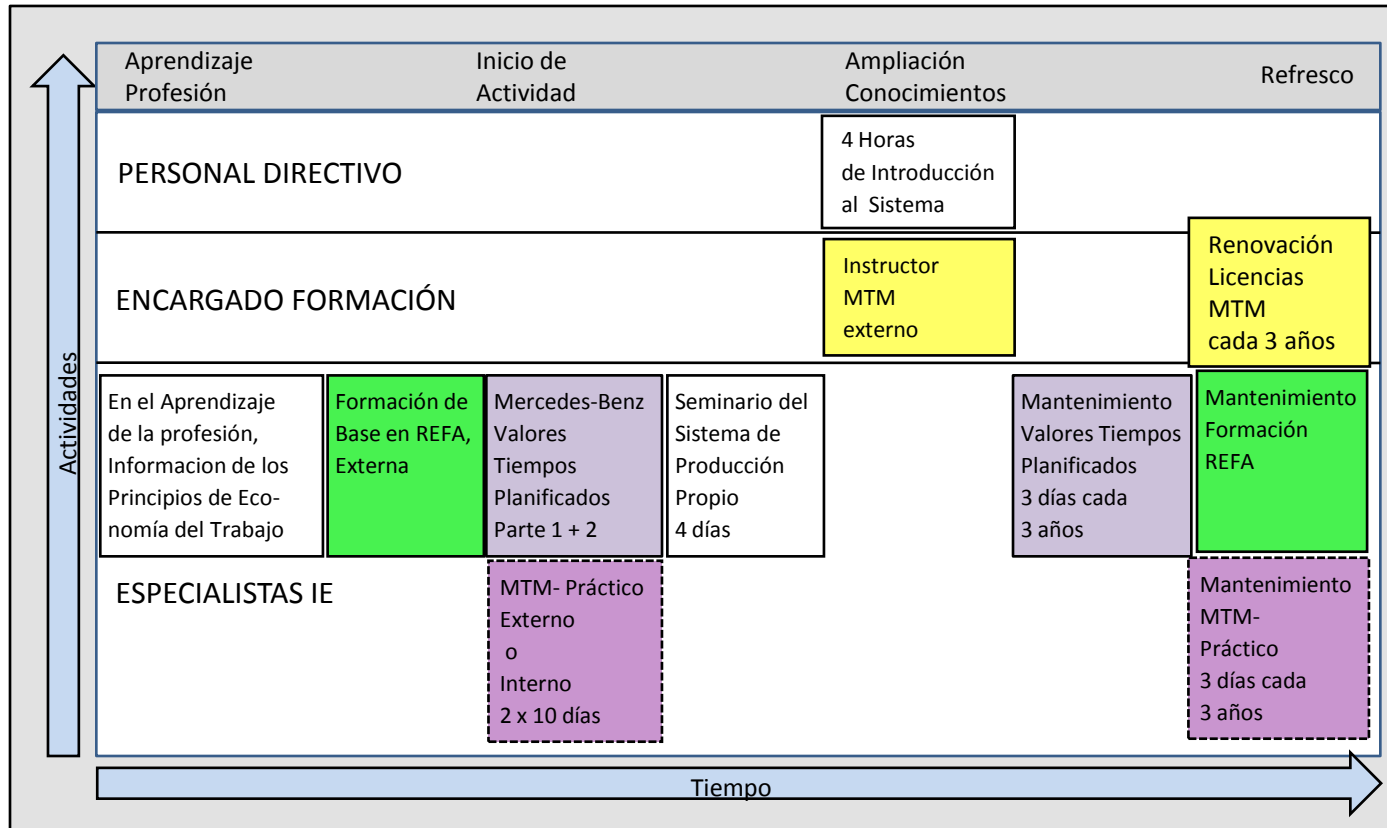 Aprendizaje
Profesión
Inicio de
Actividad
Ampliación
Conocimientos
Refresco
Actividades
PERSONAL DIRECTIVO
4 Horas
de Introducción
al Sistema
ENCARGADO FORMACIÓN
Instructor
MTM
externo
Renovación
Licencias
MTM
cada 3 años
En el Aprendizaje
de la profesión,
Informacion de los
Principios de Eco-
nomía del Trabajo
Formación de
Base en REFA,
Externa
Mercedes-Benz
Valores
Tiempos
Planificados
Parte 1 + 2
Seminario del
Sistema de
Producción
Propio
4 días
Mantenimiento
Valores Tiempos
Planificados
3 días cada
3 años
Mantenimiento
Formación
REFA
ESPECIALISTAS IE
MTM- Práctico
Externo
o
Interno
2 x 10 días
Mantenimiento
MTM-
Práctico
3 días cada
3 años
Tiempo